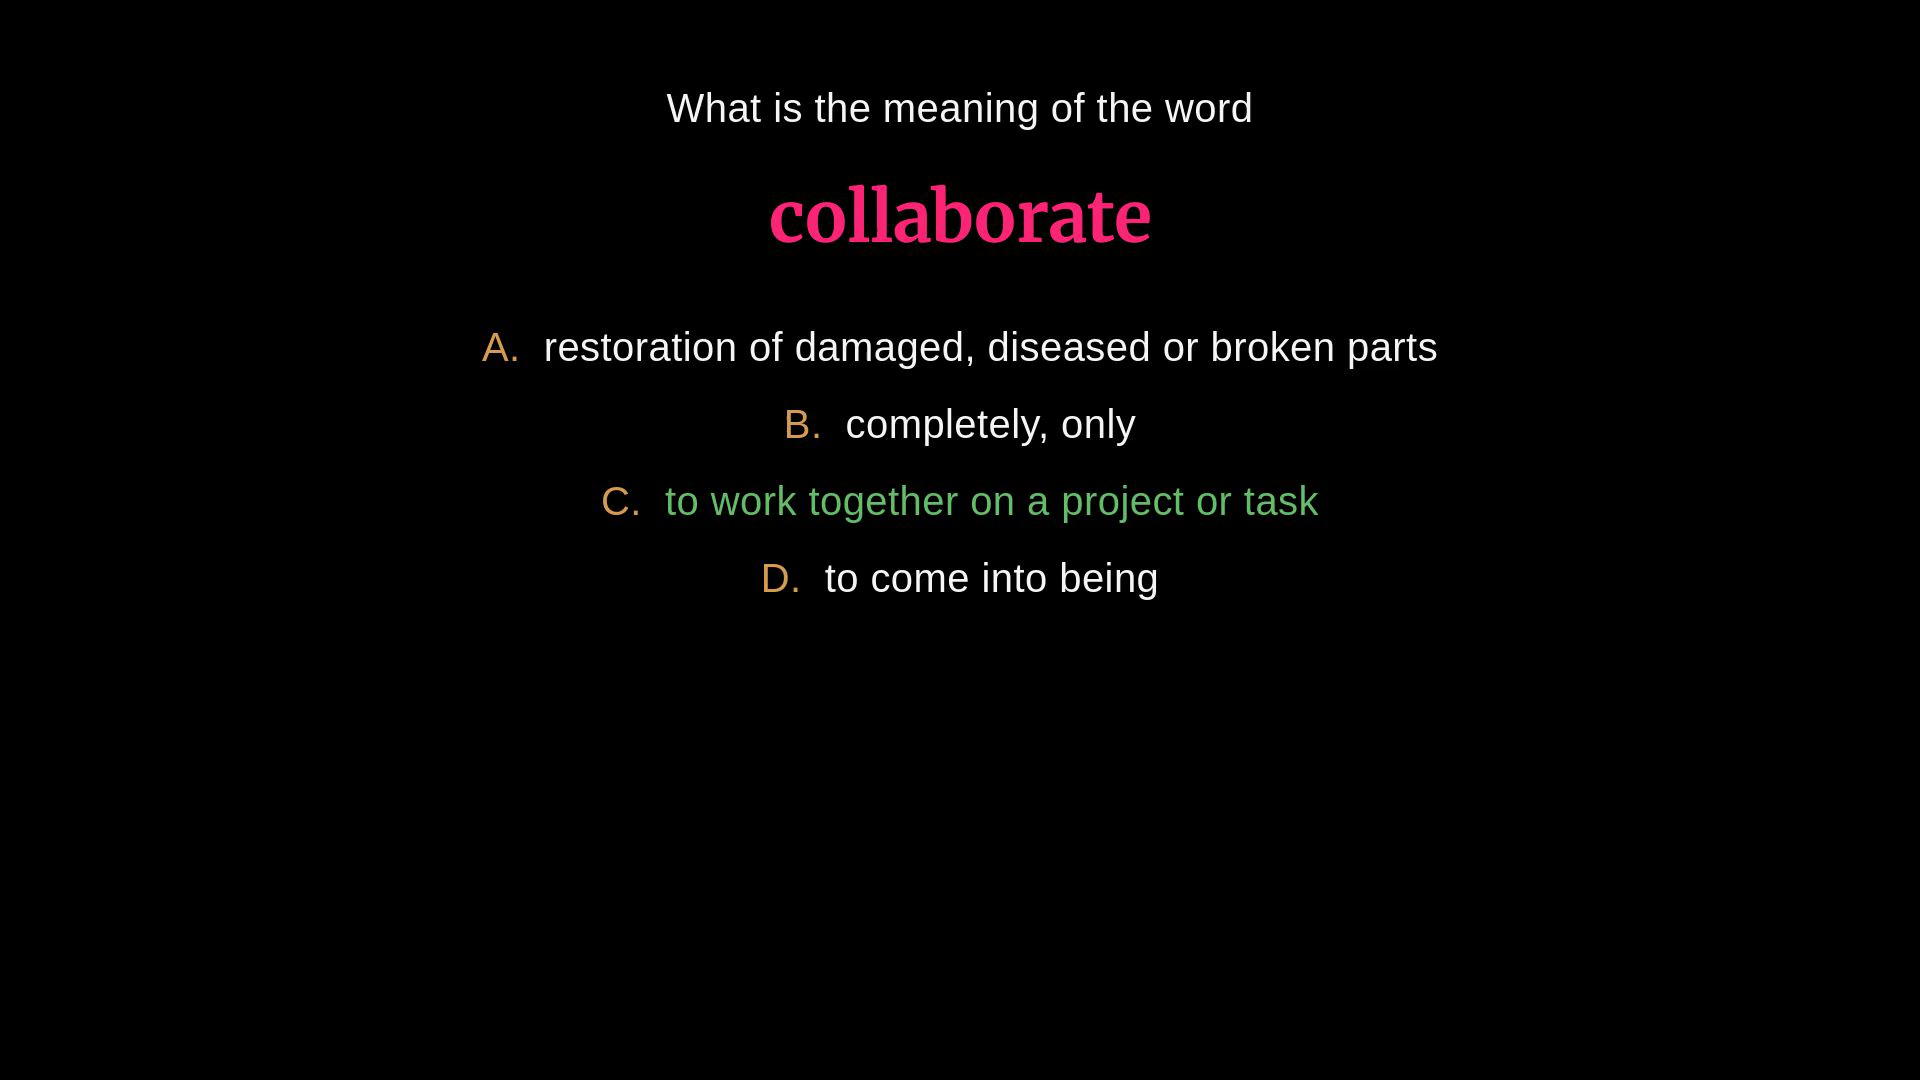 What is the meaning of the word
collaborate
A. restoration of damaged, diseased or broken parts
B. completely, only
C. to work together on a project or task
D. to come into being